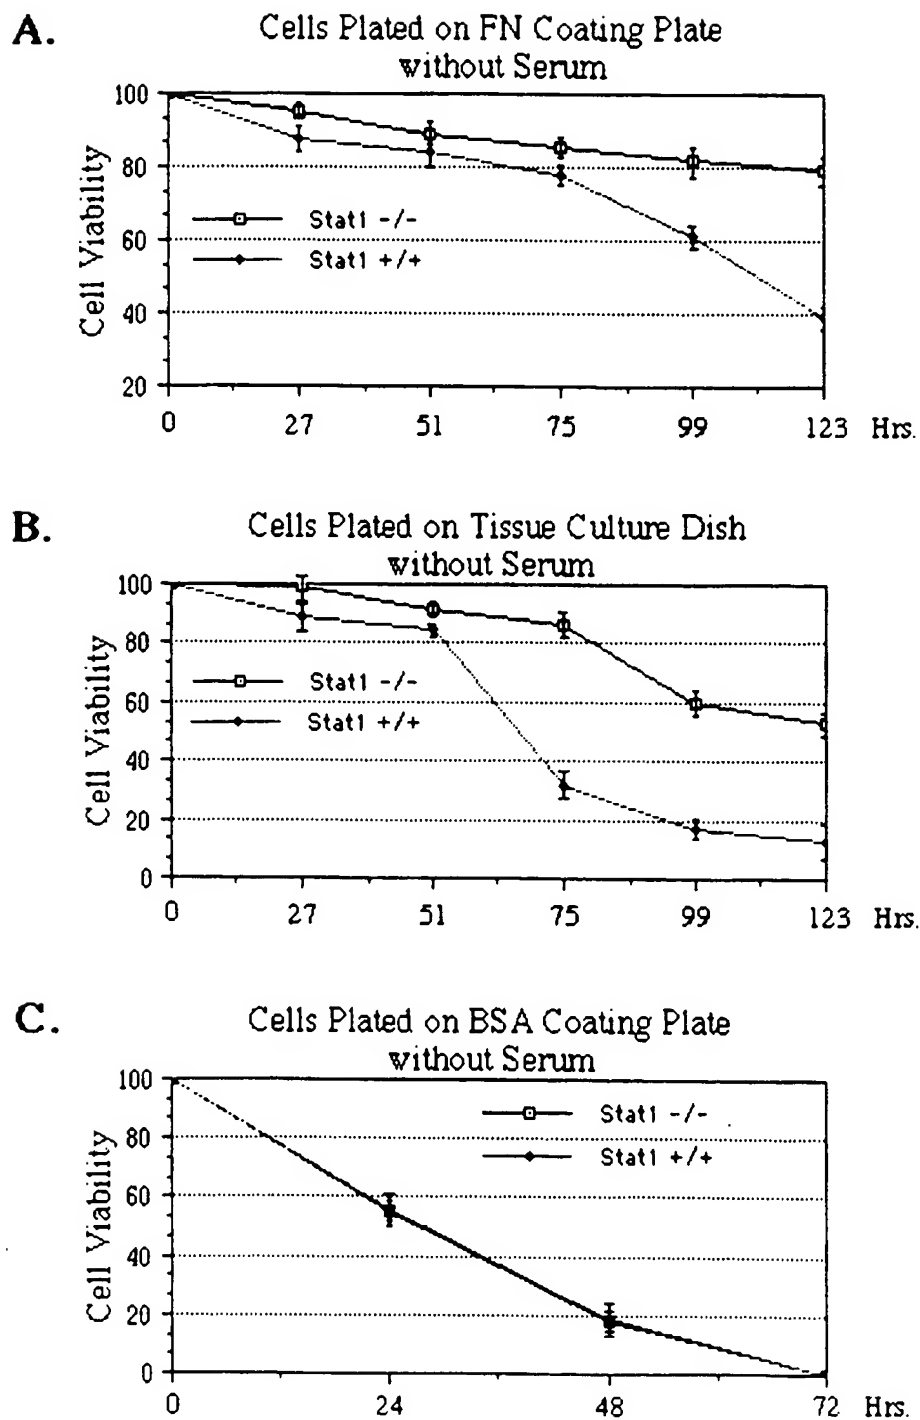 A.
Cells Plated on FN Coating Plate
without Serum
Cell Viability
100
80
60
40
20
Stat1 -/-
Stat1 +/+
0 27 51 75 99 123 Hrs.
B.
Cells Plated on Tissue Culture Dish
without Serum
Cell Viability
100
80
60
40
20
0
Stat1 -/-
Stat1 +/+
0 27 51 75 99 123 Hrs.
C.
Cells Plated on BSA Coating Plate
without Serum
Cell Viability
100
80
60
40
20
0
Stat1 -/-
Stat1 +/+
0 24 48 72 Hrs.